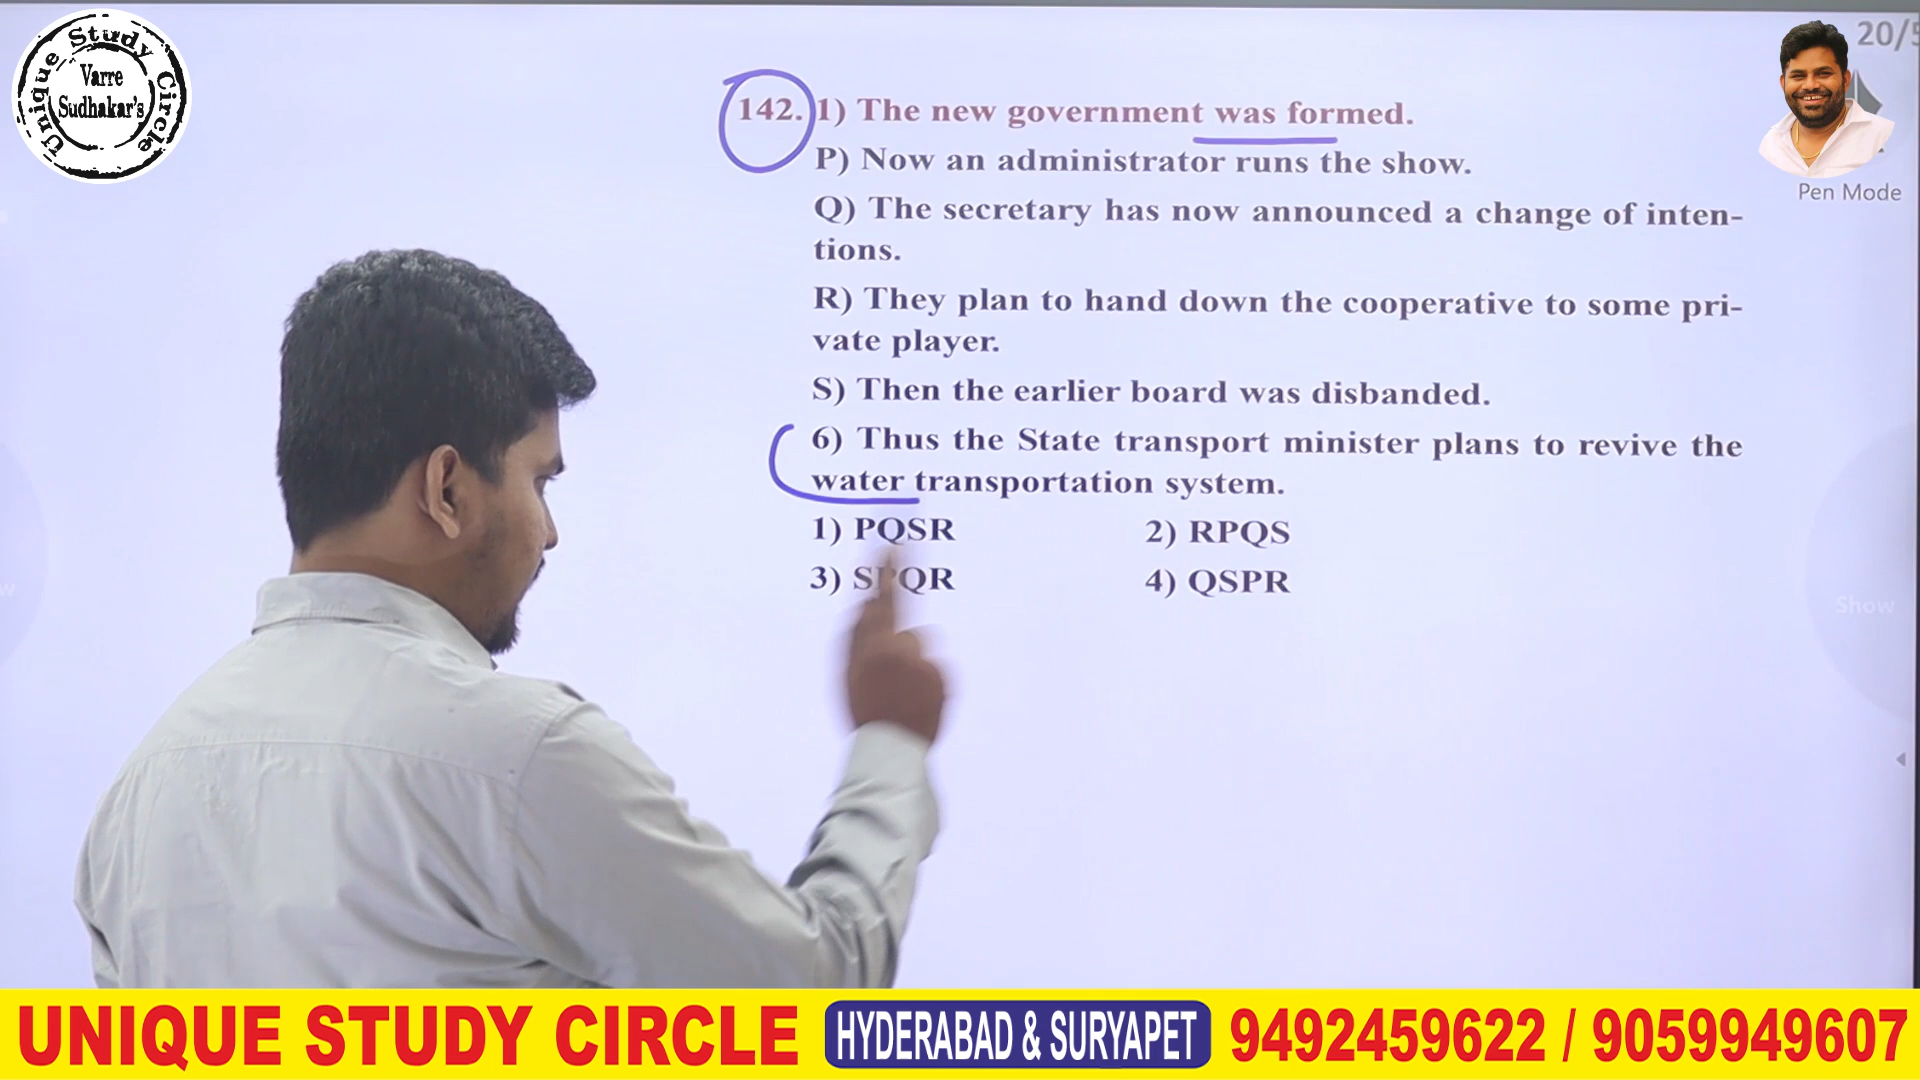 Unique Study Circle
Varre
Sudhakar's
20/5
Pen Mode
142. 1) The new government was formed.
P) Now an administrator runs the show.
Q) The secretary has now announced a change of inten-
tions.
R) They plan to hand down the cooperative to some pri-
vate player.
S) Then the earlier board was disbanded.
6) Thus the State transport minister plans to revive the
water transportation system.
1) PQSR 2) RPQS
3) SPQR 4) QSPR
Show
UNIQUE STUDY CIRCLE HYDERABAD & SURYAPET 9492459622 / 9059949607